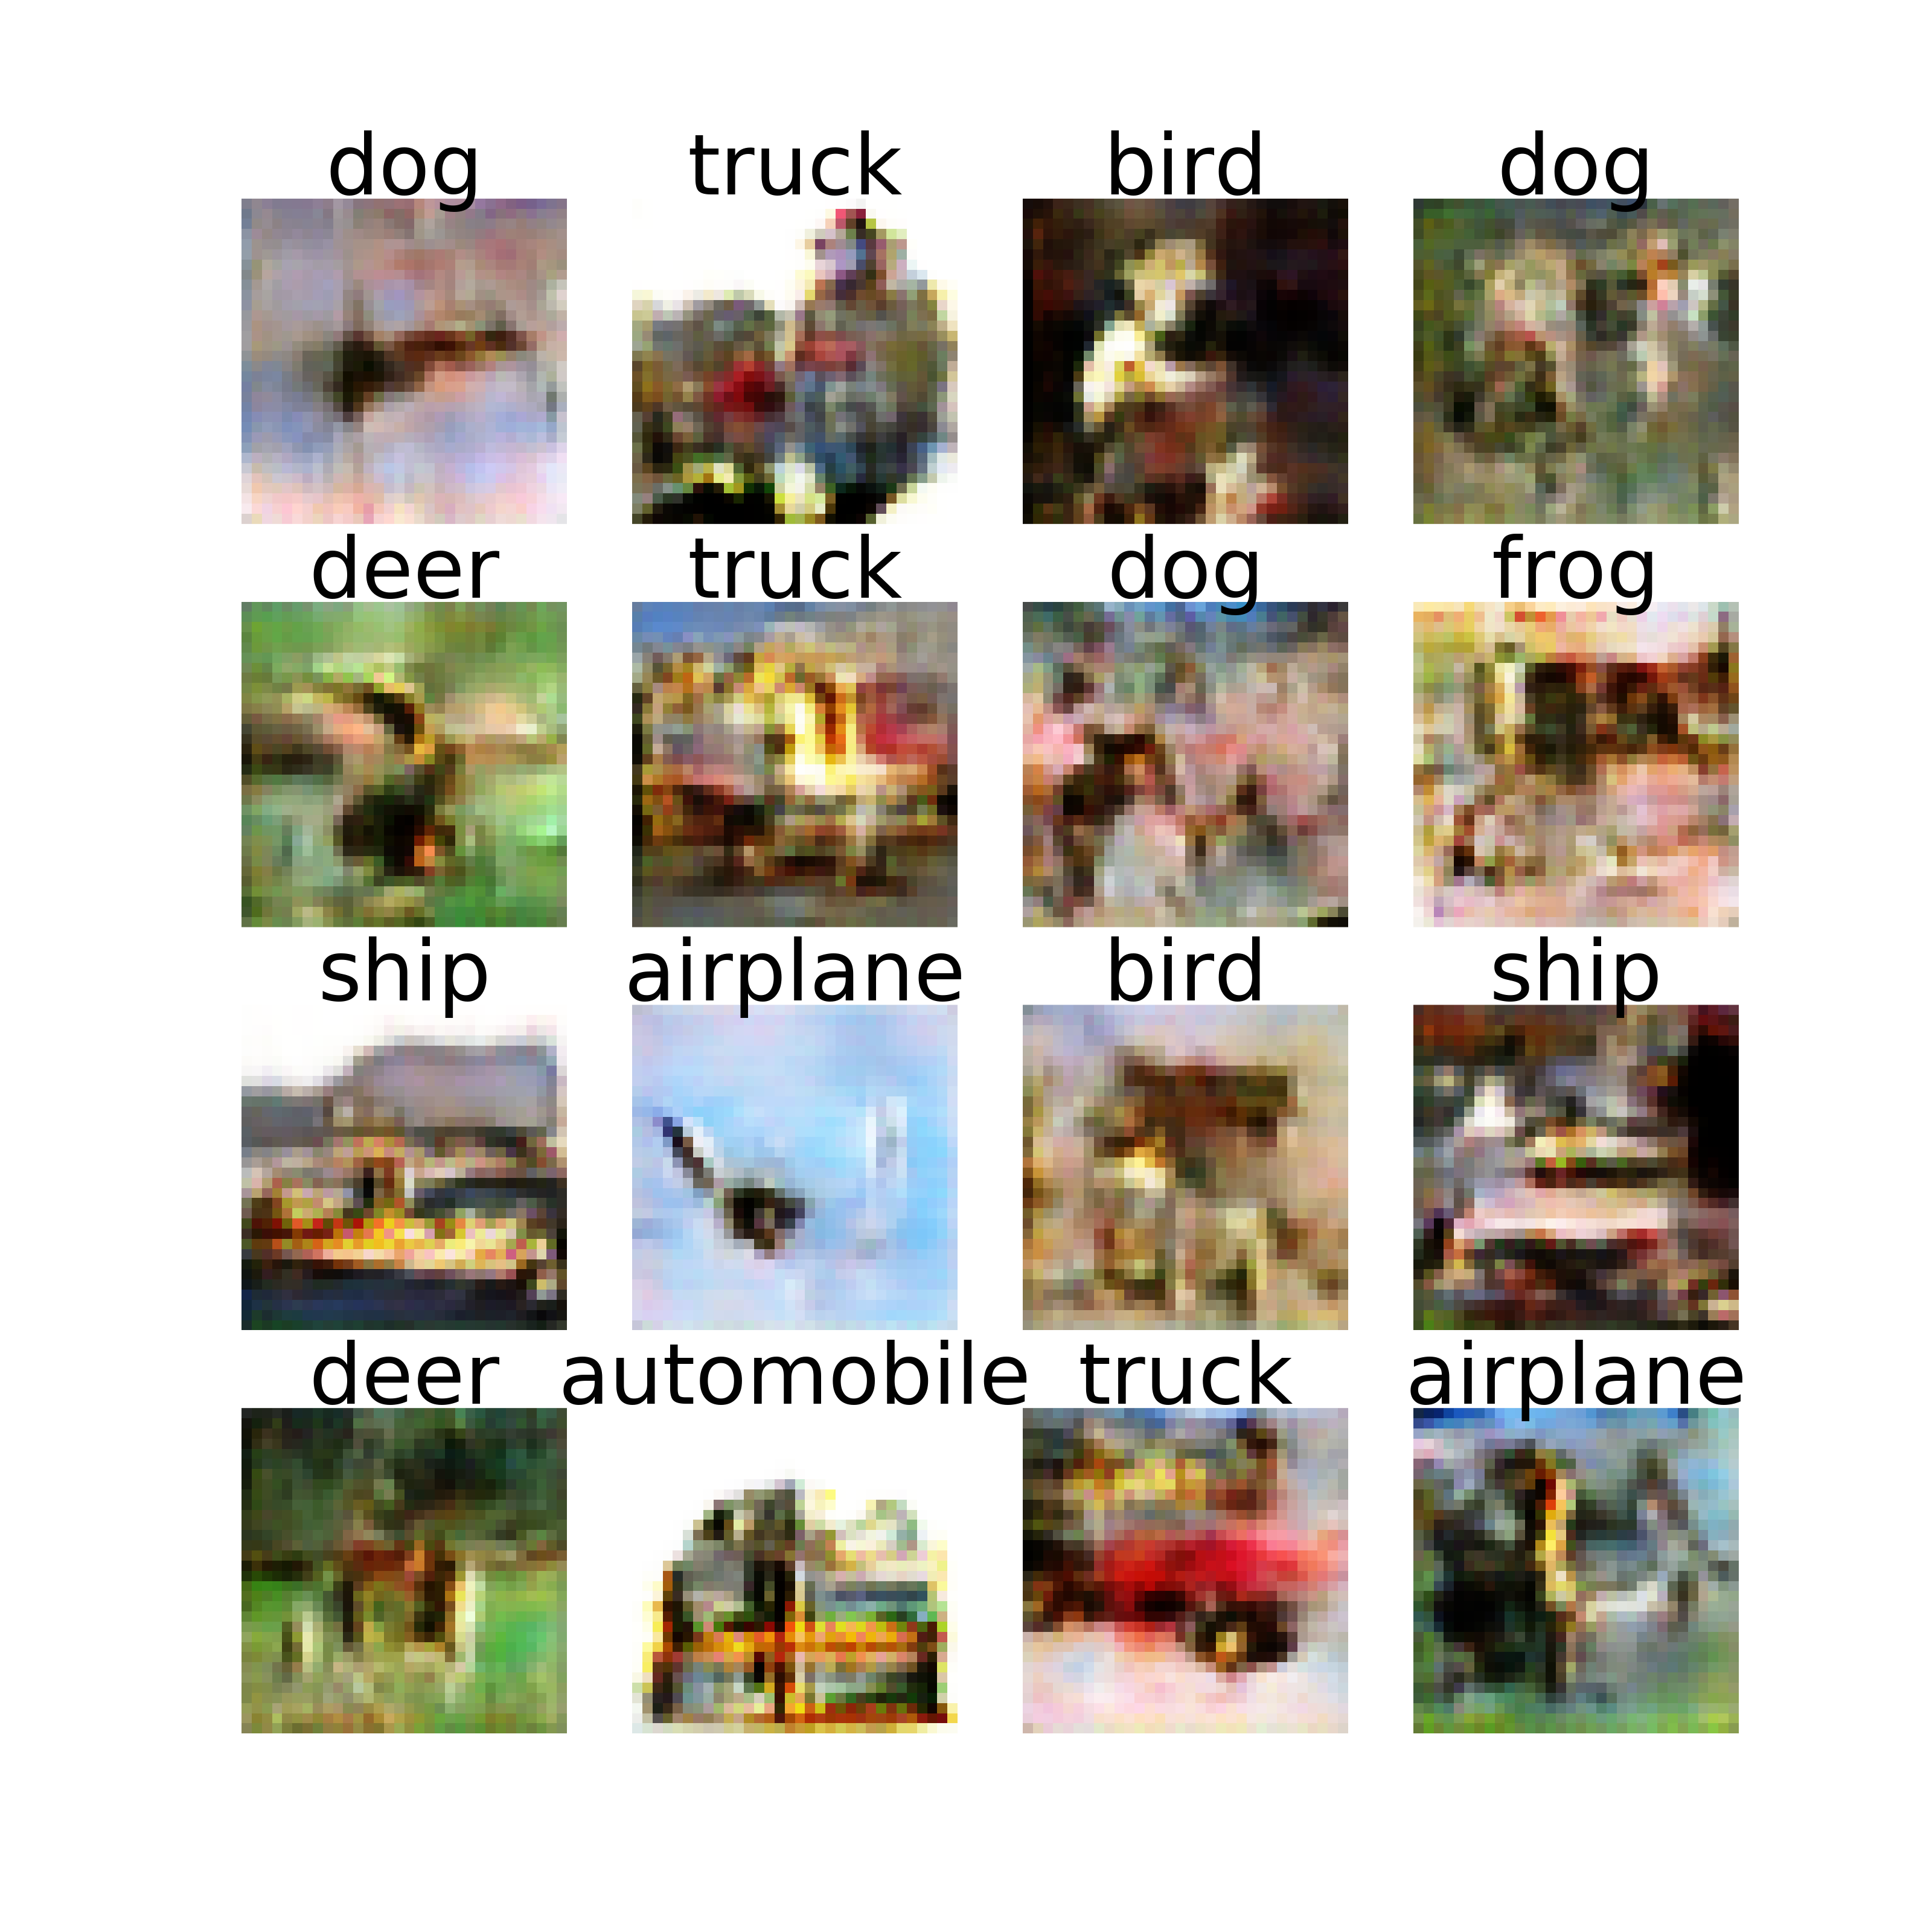 dog truck bird dog
deer truck dog frog
ship airplane bird ship
deer automobile truck airplane